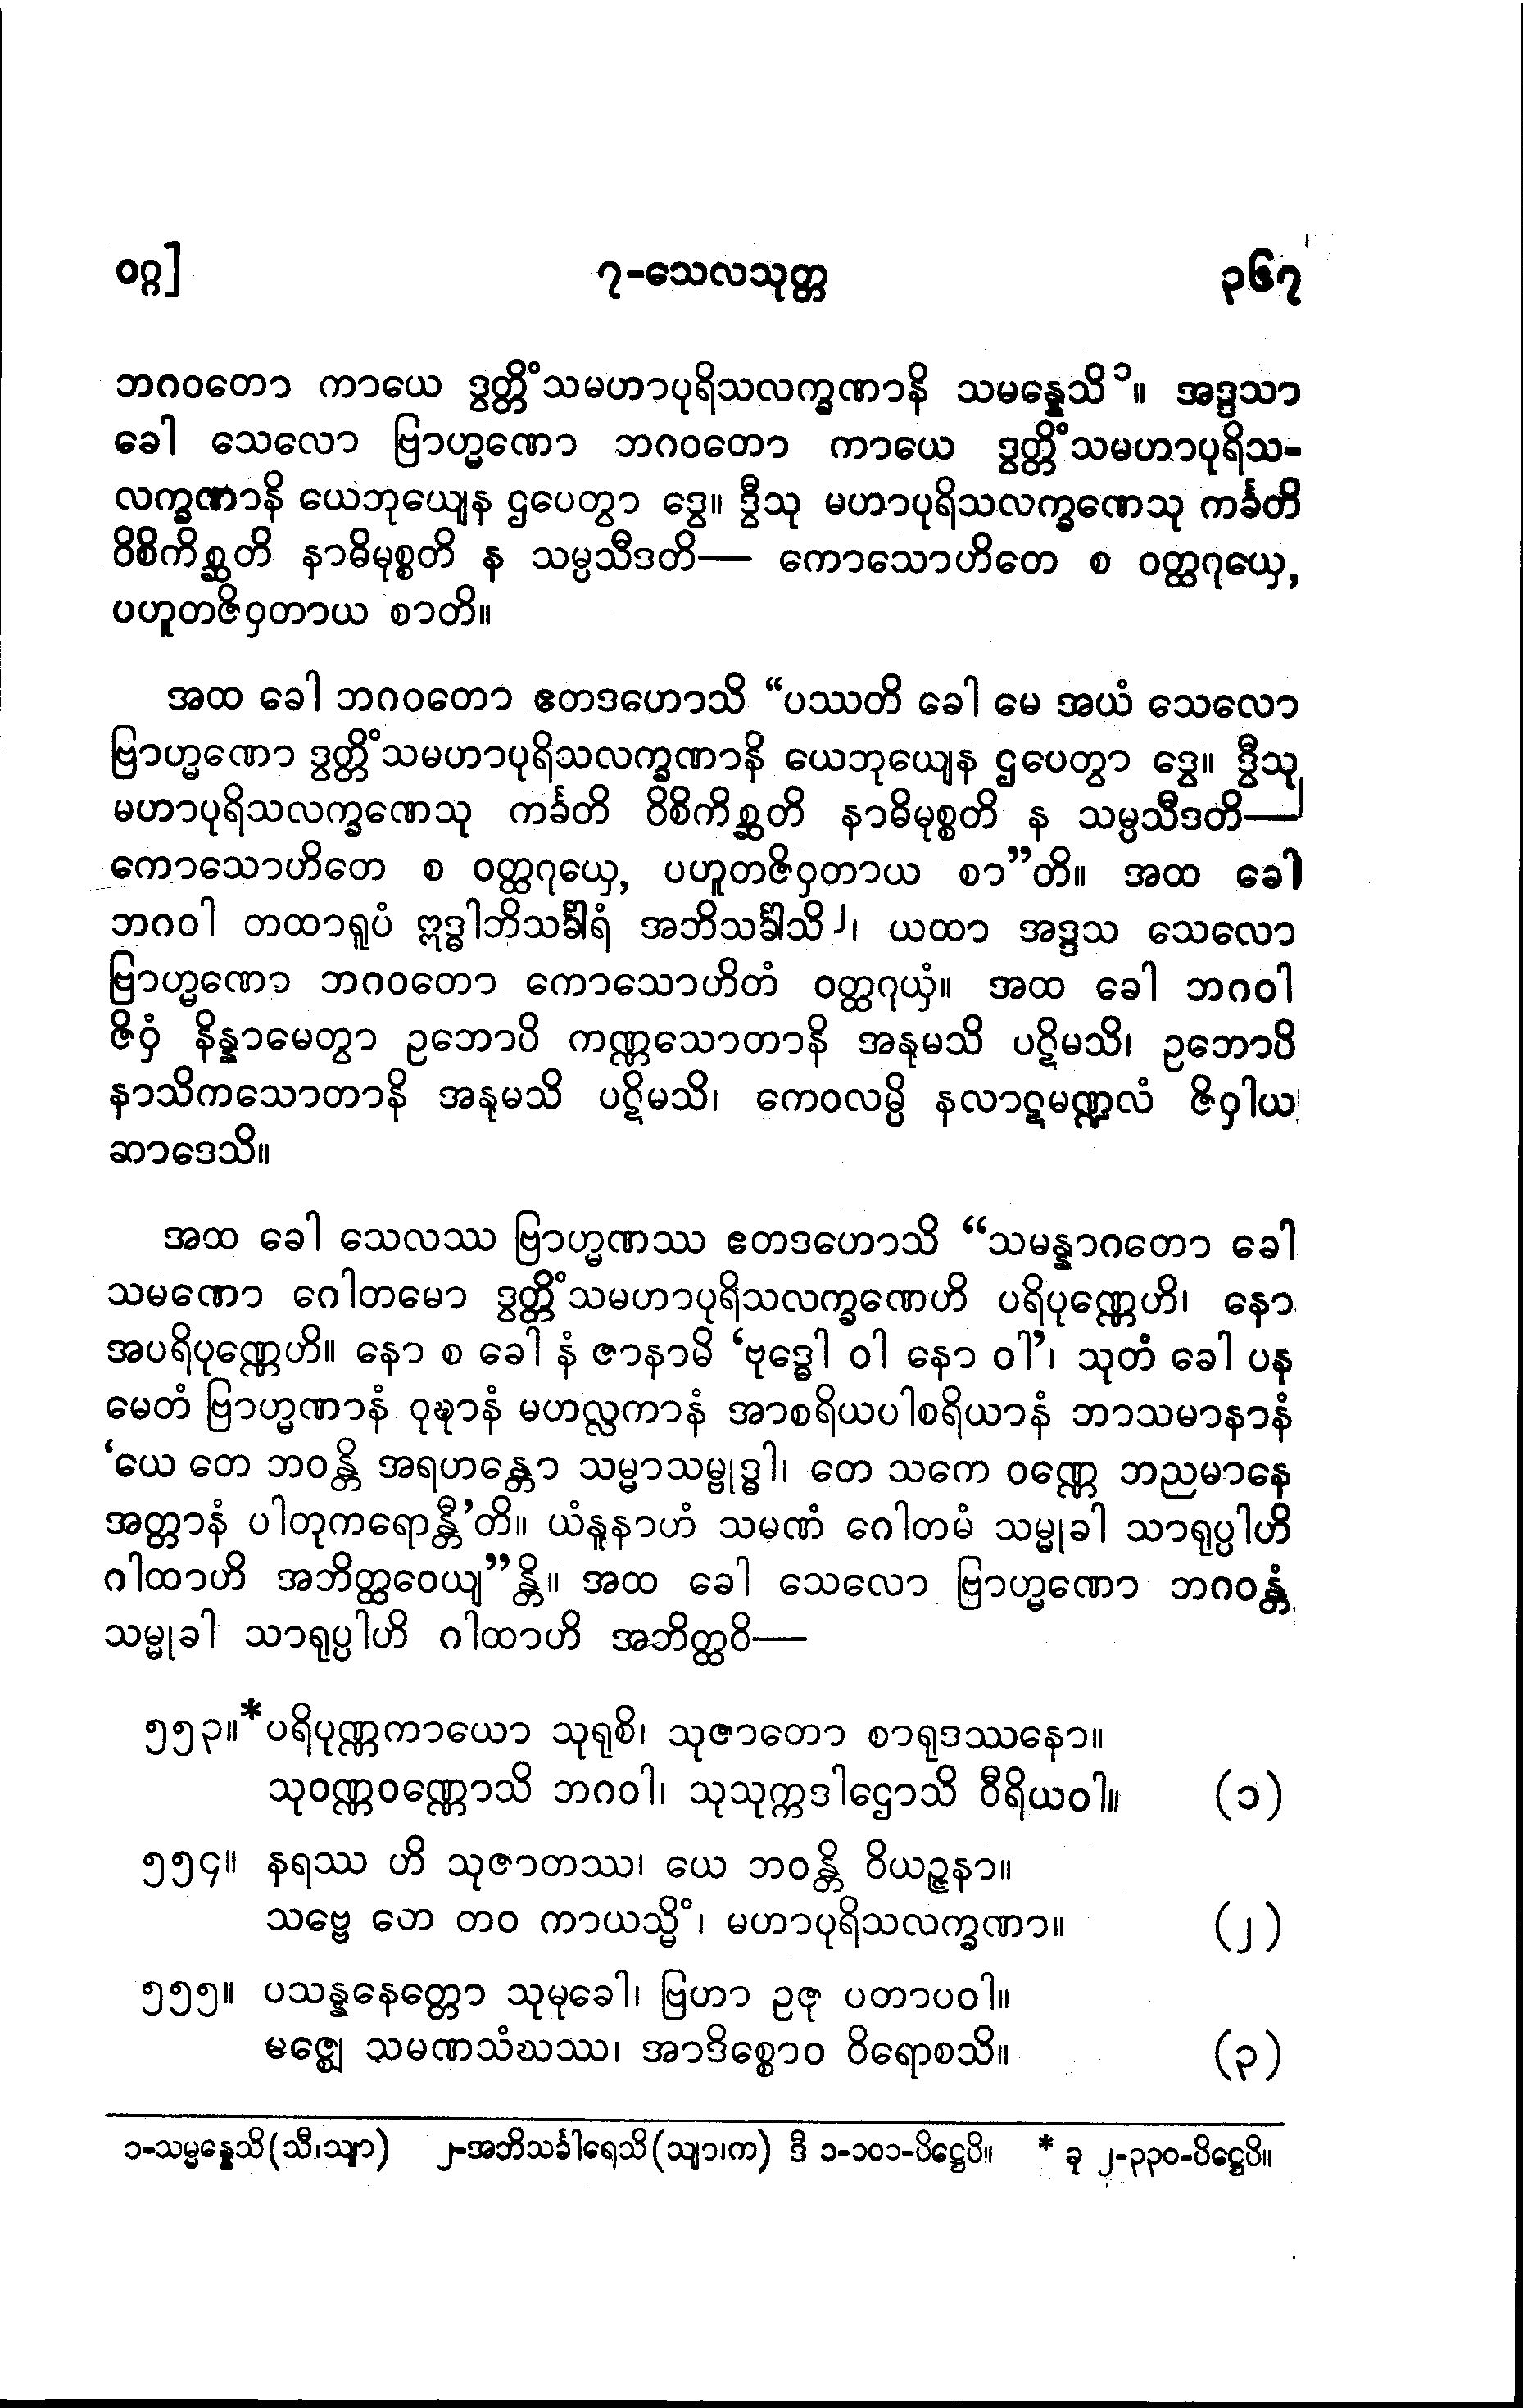 ဝဂ္ဂ]	၇-သေလသုတ္တ	၃၆၇
ဘဂဝတော ကာယေ ဒွတ္တိံသမဟာပုရိသလက္ခဏာနိ သမန္နေသိ၁။ အဒ္ဒသာ
ခေါ သေလော ဗြာဟ္မဏော ဘဂဝတော ကာယေ ဒွတ္တိံသမဟာပုရိသ-
လက္ခဏာနိ ယေဘုယျေန ဌပေတွာ ဒွေ။ ဒွီသု မဟာပုရိသလက္ခဏေသု ကင်္ခတိ
ဝိစိကိစ္ဆတိ နာဓိမုစ္စတိ န သမ္ပသီဒတိ— ကောသောဟိတေ စ ဝတ္ထဂုယှေ,
ပဟူတဇိဝှတာယ စာတိ။
အထ ခေါ ဘဂဝတော ဧတဒဟောသိ “ပဿတိ ခေါ မေ အယံ သေလော
ဗြာဟ္မဏော ဒွတ္တိံသမဟာပုရိသလက္ခဏာနိ ယေဘုယျေန ဌပေတွာ ဒွေ။ ဒွီသု
မဟာပုရိသလက္ခဏေသု ကင်္ခတိ ဝိစိကိစ္ဆတိ နာဓိမုစ္စတိ န သမ္ပသီဒတိ—
ကောသောဟိတေ စ ဝတ္ထဂုယှေ, ပဟူတဇိဝှတာယ စာ”တိ။ အထ ခေါ
ဘဂဝါ တထာရူပံ ဣဒ္ဓါဘိသင်္ခါရံ အဘိသင်္ခါသိ၂၊ ယထာ အဒ္ဒသ သေလော
ဗြာဟ္မဏော ဘဂဝတော ကောသောဟိတံ ဝတ္ထဂုယှံ။ အထ ခေါ ဘဂဝါ
ဇိဝှံ နိန္နာမေတွာ ဥဘောပိ ကဏ္ဏသောတာနိ အနုမသိ ပဋိမသိ၊ ဥဘောပိ
နာသိကသောတာနိ အနုမသိ ပဋိမသိ၊ ကေဝလမ္ပိ နလာဋမဏ္ဍလံ ဇိဝှါယ
ဆာဒေသိ။
အထ ခေါ သေလဿ ဗြာဟ္မဏဿ ဧတဒဟောသိ “သမန္နာဂတော ခေါ
သမဏော ဂေါတမော ဒွတ္တိံသမဟာပုရိသလက္ခဏေဟိ ပရိပုဏ္ဏေဟိ၊ နော
အပရိပုဏ္ဏေဟိ။ နော စ ခေါ နံ ဇာနာမိ ‘ဗုဒ္ဓေါ ဝါ နော ဝါ’၊ သုတံ ခေါ ပန
မေတံ ဗြာဟ္မဏာနံ ဝုဍ္ဎာနံ မဟလ္လကာနံ အာစရိယပါစရိယာနံ ဘာသမာနာနံ
‘ယေ တေ ဘဝန္တိ အရဟန္တော သမ္မာသမ္ဗုဒ္ဓါ၊ တေ သကေ ဝဏ္ဏေ ဘညမာနေ
အတ္တာနံ ပါတုကရောန္တီ’တိ။ ယံနူနာဟံ သမဏံ ဂေါတမံ သမ္မုခါ သာရုပ္ပါဟိ
ဂါထာဟိ အဘိတ္ထဝေယျ”န္တိ။ အထ ခေါ သေလော ဗြာဟ္မဏော ဘဂဝန္တံ
သမ္မုခါ သာရုပ္ပါဟိ ဂါထာဟိ အဘိတ္ထဝိ—
၅၅၃။*ပရိပုဏ္ဏကာယော သုရုစိ၊ သုဇာတော စာရုဒဿနော။
သုဝဏ္ဏဝဏ္ဏောသိ ဘဂဝါ၊ သုသုက္ကဒါဌောသိ ဝီရိယဝါ။ (၁)
၅၅၄။ နရဿ ဟိ သုဇာတဿ၊ ယေ ဘဝန္တိ ဝိယဉ္ဇနာ။
သဗ္ဗေ တေ တဝ ကာယသ္မိံ၊ မဟာပုရိသလက္ခဏာ။ (၂)
၅၅၅။ ပသန္နနေတ္တော သုမုခေါ၊ ဗြဟာ ဥဇု ပတာပဝါ။
မဇ္ဈေ သမဏသံဃဿ၊ အာဒိစ္စောဝ ဝိရောစသိ။ (၃)
၁-သမ္မန္နေသိ(သီ၊သျာ) ၂-အဘိသင်္ခါရေသိ(သျာ၊က) ဒီ ၁-၁၀၁-ပိဋ္ဌေပိ။ * ခု ၂-၃၃၀-ပိဋ္ဌေပိ။